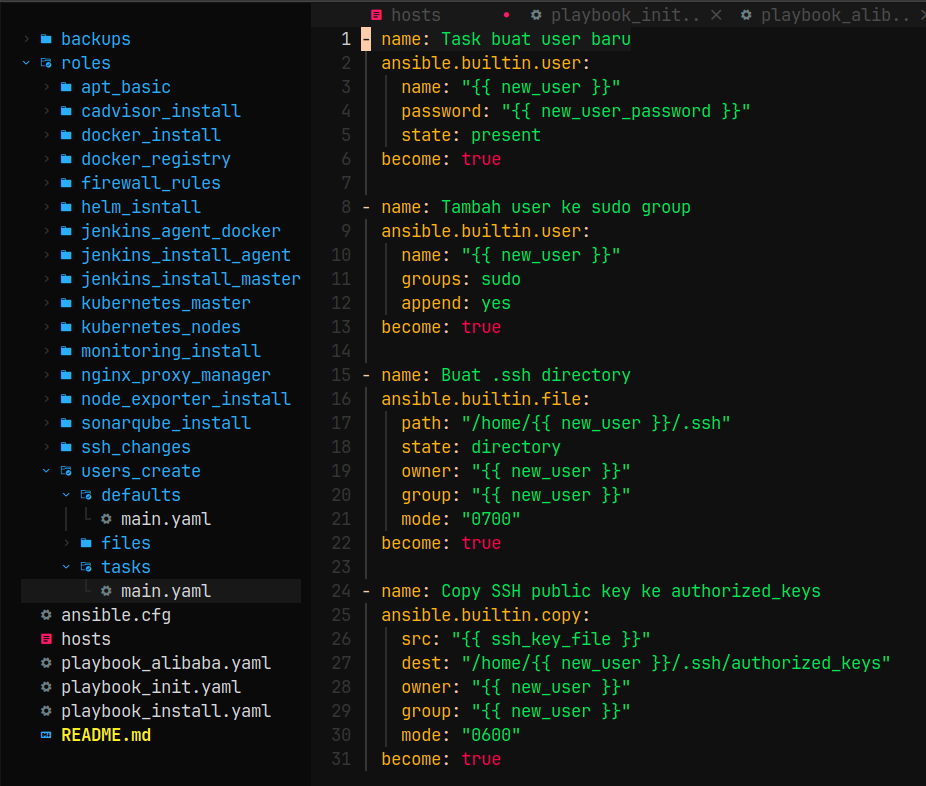 hosts playbook_init.. playbook_alib..
backups
roles
apt_basic
cadvisor_install
docker_install
docker_registry
firewall_rules
helm_isntall
jenkins_agent_docker
jenkins_install_agent
jenkins_install_master
kubernetes_master
kubernetes_nodes
monitoring_install
nginx_proxy_manager
node_exporter_install
sonarqube_install
ssh_changes
users_create
defaults
main.yaml
files
tasks
main.yaml
ansible.cfg
hosts
playbook_alibaba.yaml
playbook_init.yaml
playbook_install.yaml
README.md
1 - name: Task buat user baru
2   ansible.builtin.user:
3     name: "{{ new_user }}"
4     password: "{{ new_user_password }}"
5     state: present
6   become: true
7
8 - name: Tambah user ke sudo group
9   ansible.builtin.user:
10     name: "{{ new_user }}"
11     groups: sudo
12     append: yes
13   become: true
14
15 - name: Buat .ssh directory
16   ansible.builtin.file:
17     path: "/home/{{ new_user }}/.ssh"
18     state: directory
19     owner: "{{ new_user }}"
20     group: "{{ new_user }}"
21     mode: "0700"
22   become: true
23
24 - name: Copy SSH public key ke authorized_keys
25   ansible.builtin.copy:
26     src: "{{ ssh_key_file }}"
27     dest: "/home/{{ new_user }}/.ssh/authorized_keys"
28     owner: "{{ new_user }}"
29     group: "{{ new_user }}"
30     mode: "0600"
31   become: true